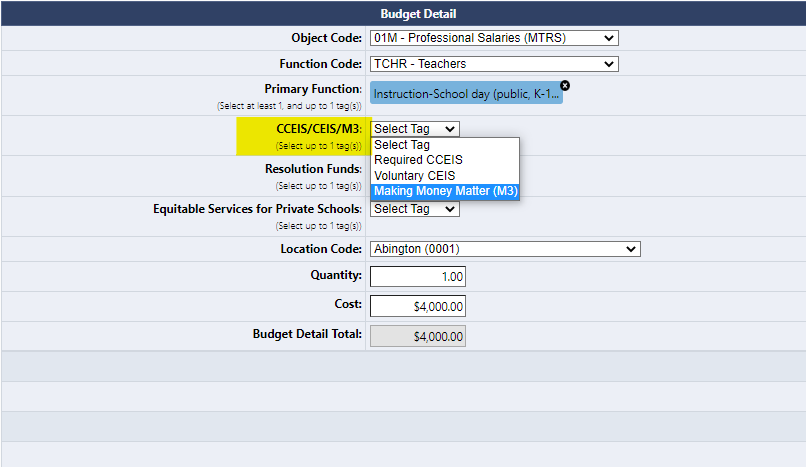 Budget Detail
Object Code: 01M - Professional Salaries (MTRS)
Function Code: TCHR - Teachers
Primary Function: Instruction-School day (public, K-1...
(Select at least 1, and up to 1 tag(s))
CCEIS/CEIS/M3: Select Tag
(Select up to 1 tag(s)) Select Tag
Required CCEIS
Voluntary CEIS
Resolution Funds:
(Select up to 1 tag(s)) Making Money Matter (M3)
Equitable Services for Private Schools: Select Tag
(Select up to 1 tag(s))
Location Code: Abington (0001)
Quantity: 1.00
Cost: $4,000.00
Budget Detail Total: $4,000.00